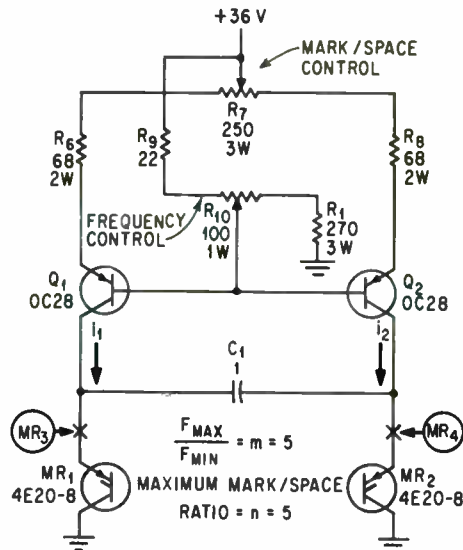 +36 V
MARK/SPACE
CONTROL
R7
250
3W
R6
68
2W
R9
22
R8
68
2W
FREQUENCY
CONTROL
R10
100
1W
R1
270
3W
Q1
OC28
Q2
OC28
i1
i2
C1
1
MR3
MR4
FMAX
FMIN
= m = 5
MR1
4E20-8
MAXIMUM MARK/SPACE
RATIO = n = 5
MR2
4E20-8